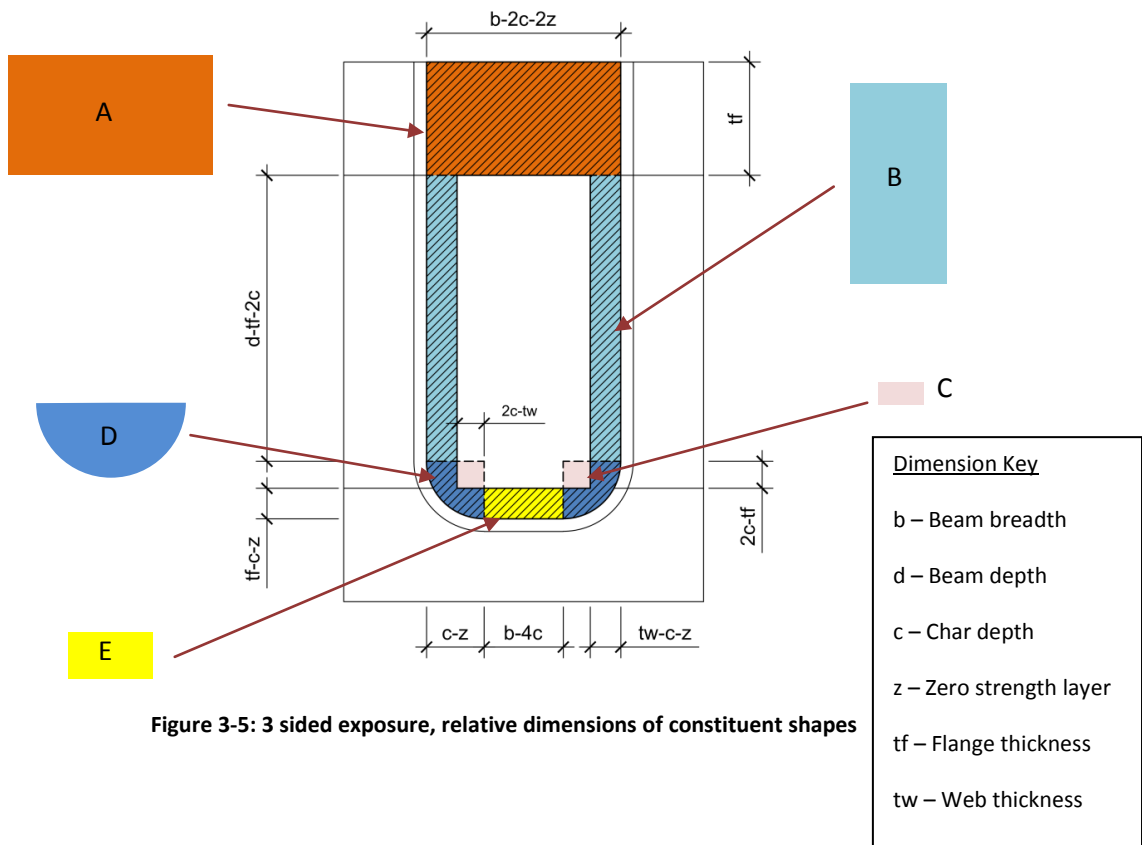 b-2c-2z
A
tf
B
d-tf-2c
2c-tw
C
D
2c-tf
tf-c-z
E
c-z
b-4c
tw-c-z
Figure 3-5: 3 sided exposure, relative dimensions of constituent shapes
Dimension Key
b – Beam breadth
d – Beam depth
c – Char depth
z – Zero strength layer
tf – Flange thickness
tw – Web thickness